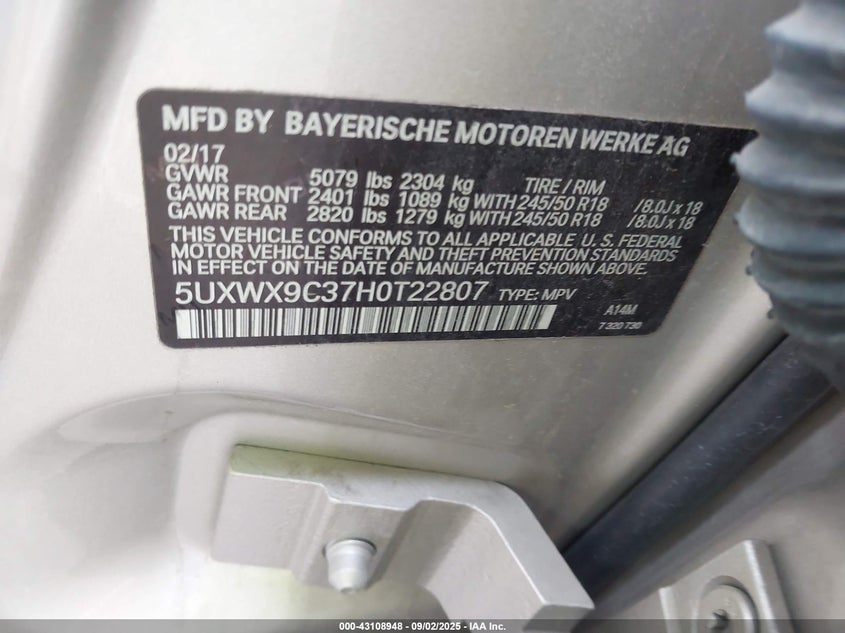 MFD BY BAYERISCHE MOTOREN WERKE AG
02/17
GVWR 5079 lbs 2304 kg TIRE / RIM
GAWR FRONT 2401 lbs 1089 kg WITH 245/50 R18 /8.0J x 18
GAWR REAR 2820 lbs 1279 kg WITH 245/50 R18 /8.0J x 18
THIS VEHICLE CONFORMS TO ALL APPLICABLE U.S. FEDERAL
MOTOR VEHICLE SAFETY AND THEFT PREVENTION STANDARDS
IN EFFECT ON THE DATE OF MANUFACTURE SHOWN ABOVE.
5UXWX9C37H0T22807 TYPE: MPV
A14M
7 320 730
000-43108948 - 09/02/2025 - IAA Inc.